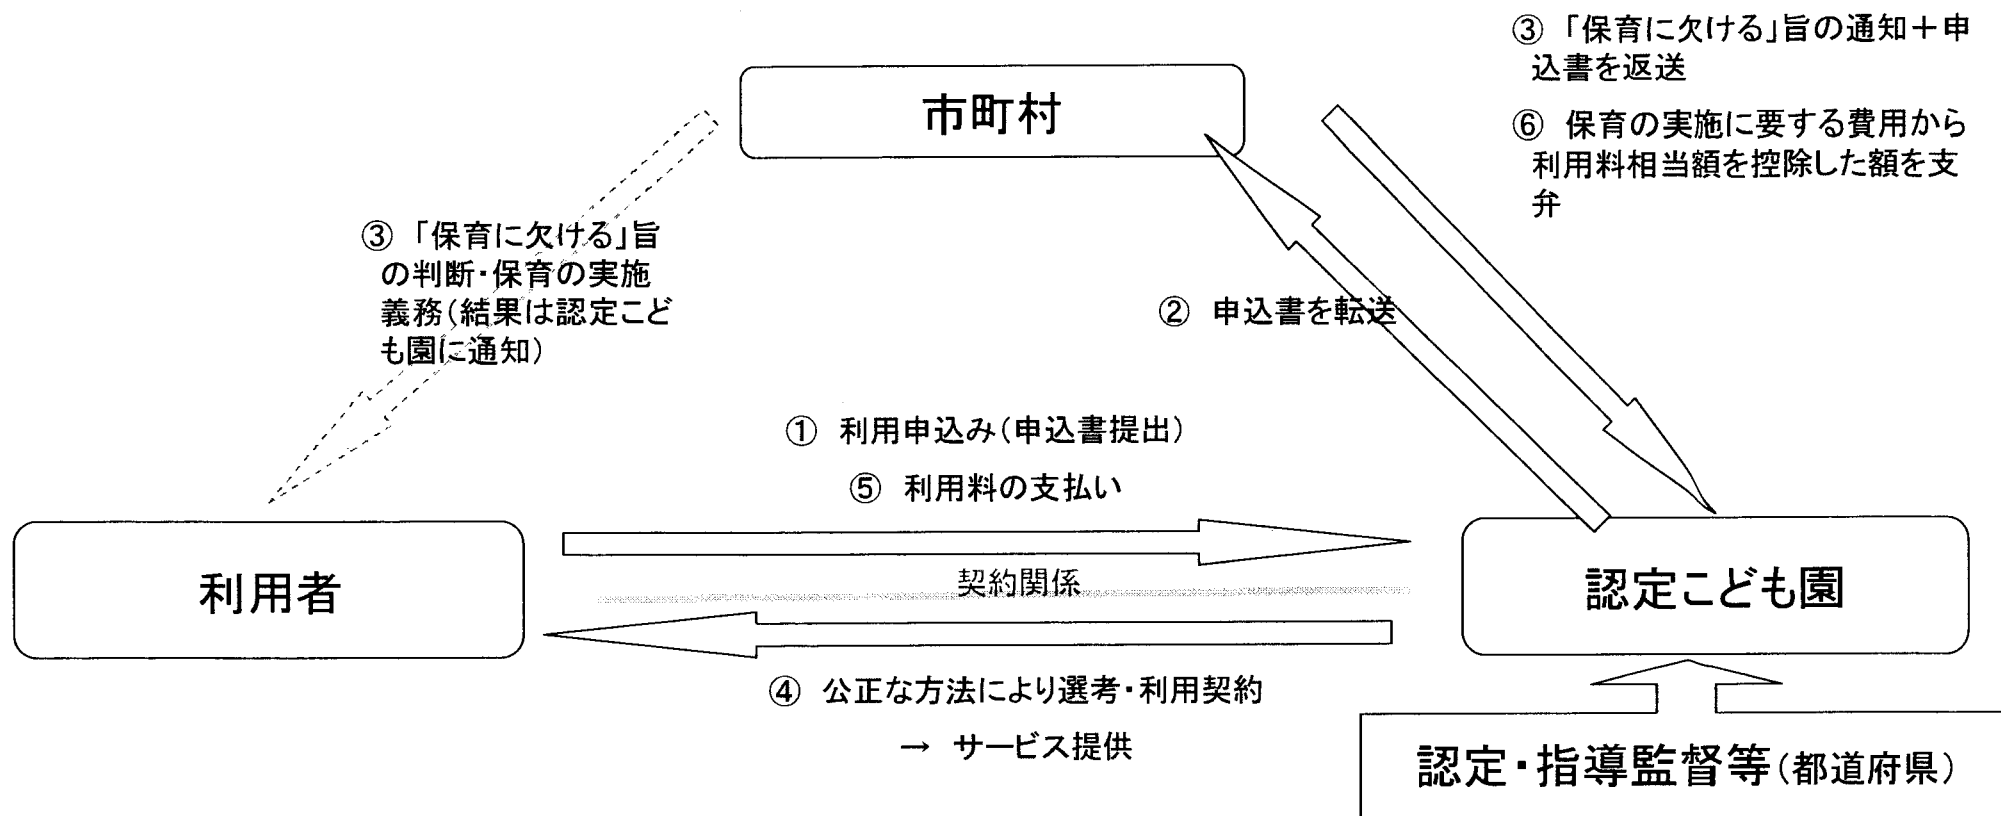 ③ 「保育に欠ける」旨の通知＋申
込書を返送
市町村
⑥ 保育の実施に要する費用から
利用料相当額を控除した額を支
弁
③ 「保育に欠ける」旨
の判断・保育の実施
義務（結果は認定こど
も園に通知）
② 申込書を転送
① 利用申込み（申込書提出）
⑤ 利用料の支払い
契約関係
利用者
認定こども園
④ 公正な方法により選考・利用契約
→ サービス提供
認定・指導監督等（都道府県）